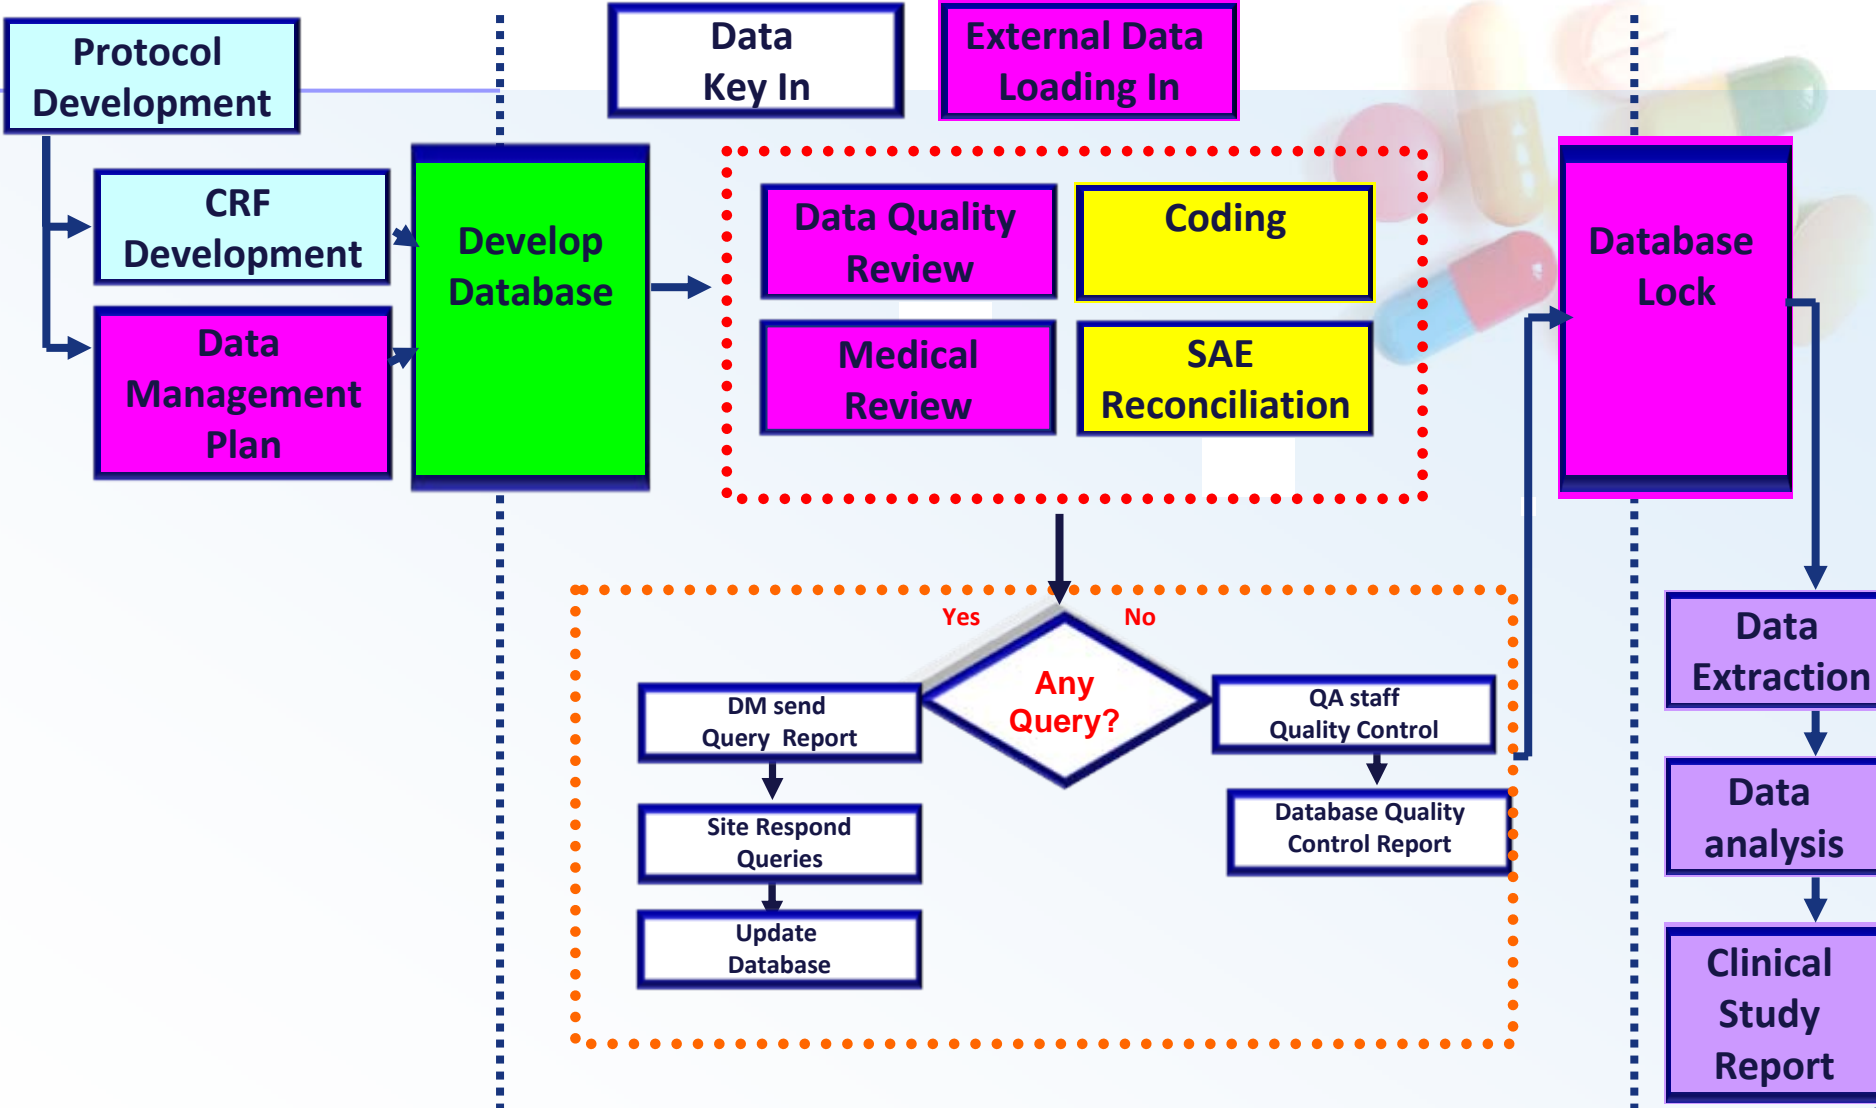 Protocol
Development
CRF
Development
Data
Management
Plan
Develop
Database
Data
Key In
External Data
Loading In
Data Quality
Review
Coding
Medical
Review
SAE
Reconciliation
Yes
No
Any
Query?
DM send
Query Report
Site Respond
Queries
Update
Database
QA staff
Quality Control
Database Quality
Control Report
Database
Lock
Data
Extraction
Data
analysis
Clinical
Study
Report